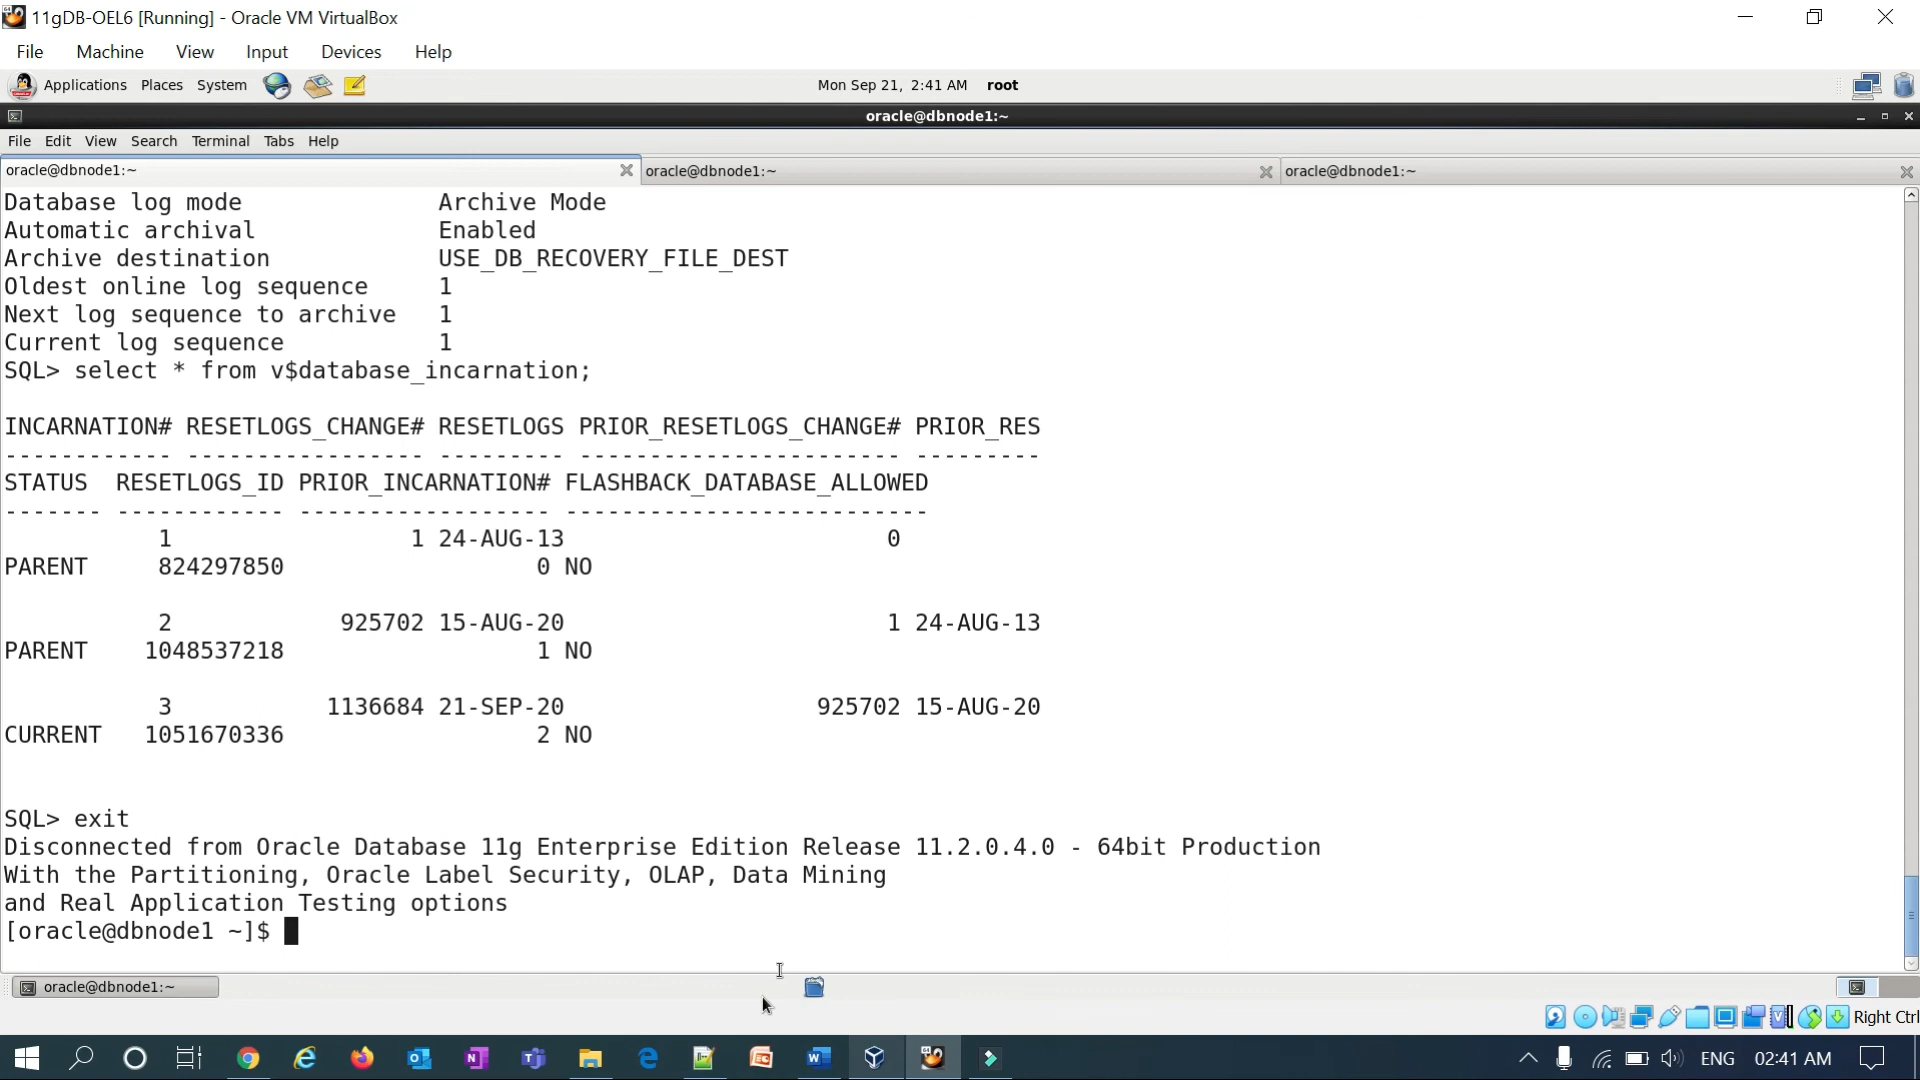 11gDB-OEL6 [Running] - Oracle VM VirtualBox
File Machine View Input Devices Help
Applications Places System Mon Sep 21, 2:41 AM root
oracle@dbnode1:~
File Edit View Search Terminal Tabs Help
oracle@dbnode1:~ oracle@dbnode1:~ oracle@dbnode1:~
Database log mode Archive Mode
Automatic archival Enabled
Archive destination USE_DB_RECOVERY_FILE_DEST
Oldest online log sequence 1
Next log sequence to archive 1
Current log sequence 1
SQL> select * from v$database_incarnation;
INCARNATION# RESETLOGS_CHANGE# RESETLOGS PRIOR_RESETLOGS_CHANGE# PRIOR_RES
------------ ----------------- --------- ----------------------- ---------
STATUS RESETLOGS_ID PRIOR_INCARNATION# FLASHBACK_DATABASE_ALLOWED
------- ------------ ------------------ --------------------------
1 1 24-AUG-13 0
PARENT 824297850 0 NO
2 925702 15-AUG-20 1 24-AUG-13
PARENT 1048537218 1 NO
3 1136684 21-SEP-20 925702 15-AUG-20
CURRENT 1051670336 2 NO
SQL> exit
Disconnected from Oracle Database 11g Enterprise Edition Release 11.2.0.4.0 - 64bit Production
With the Partitioning, Oracle Label Security, OLAP, Data Mining
and Real Application Testing options
[oracle@dbnode1 ~]$
oracle@dbnode1:~
Right Ctrl
ENG 02:41 AM